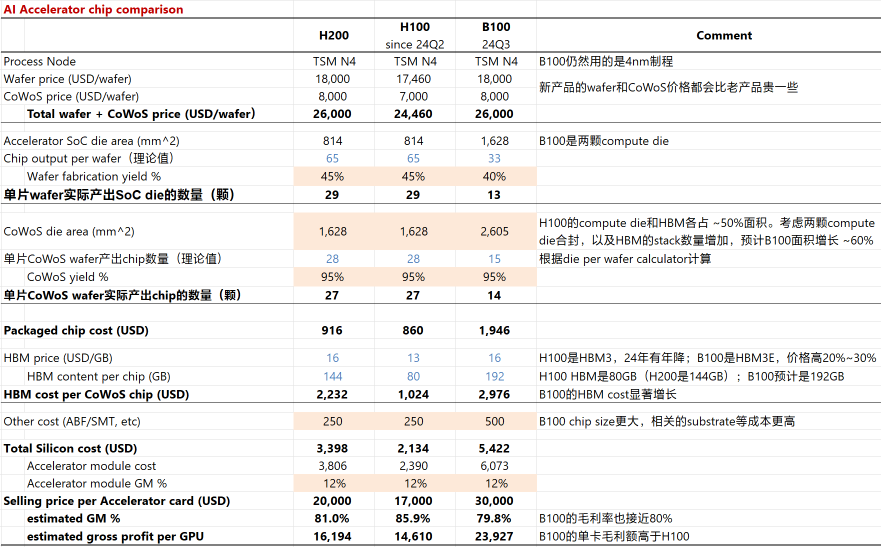 AI Accelerator chip comparison
H200 H100 B100 Comment
since 24Q2 24Q3
Process Node TSM N4 TSM N4 TSM N4 B100仍然用的是4nm制程
Wafer price (USD/wafer) 18,000 17,460 18,000 新产品的wafer和CoWoS价格都会比老产品贵一些
CoWoS price (USD/wafer) 8,000 7,000 8,000
Total wafer + CoWoS price (USD/wafer) 26,000 24,460 26,000
Accelerator SoC die area (mm^2) 814 814 1,628 B100是两颗compute die
Chip output per wafer（理论值） 65 65 33
Wafer fabrication yield % 45% 45% 40%
单片wafer实际产出SoC die的数量（颗） 29 29 13
CoWoS die area (mm^2) 1,628 1,628 2,605 H100的compute die和HBM各占 ~50%面积。考虑两颗compute
die合封，以及HBM的stack数量增加，预计B100面积增长 ~60%
单片CoWoS wafer产出chip数量（理论值） 28 28 15 根据die per wafer calculator计算
CoWoS yield % 95% 95% 95%
单片CoWoS wafer实际产出chip的数量（颗） 27 27 14
Packaged chip cost (USD) 916 860 1,946
HBM price (USD/GB) 16 13 16 H100是HBM3，24年有年降；B100是HBM3E，价格高20%~30%
HBM content per chip (GB) 144 80 192 H100 HBM是80GB（H200是144GB）；B100预计是192GB
HBM cost per CoWoS chip (USD) 2,232 1,024 2,976 B100的HBM cost显著增长
Other cost (ABF/SMT, etc) 250 250 500 B100 chip size更大，相关的substrate等成本更高
Total Silicon cost (USD) 3,398 2,134 5,422
Accelerator module cost 3,806 2,390 6,073
Accelerator module GM % 12% 12% 12%
Selling price per Accelerator card (USD) 20,000 17,000 30,000
estimated GM % 81.0% 85.9% 79.8% B100的毛利率也接近80%
estimated gross profit per GPU 16,194 14,610 23,927 B100的单卡毛利额高于H100